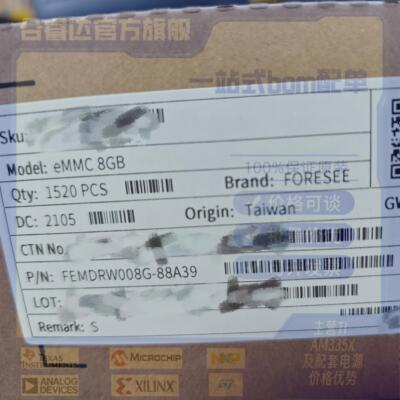 合睿达官方旗舰
一站式bom配单
Sku:
Model: eMMC 8GB
100%保证原装
Qty: 1520 PCS
Brand: FORESEE
价格可谈
DC: 2105
Origin: Taiwan
GW
CTN No
P/N: FEMDRW008G-88A39
LOT:
Remark: S
主营TI
AM335X
及配套电源
价格优势
TEXAS INSTRUMENTS
MICROCHIP
NXP
ANALOG DEVICES
XILINX
ST